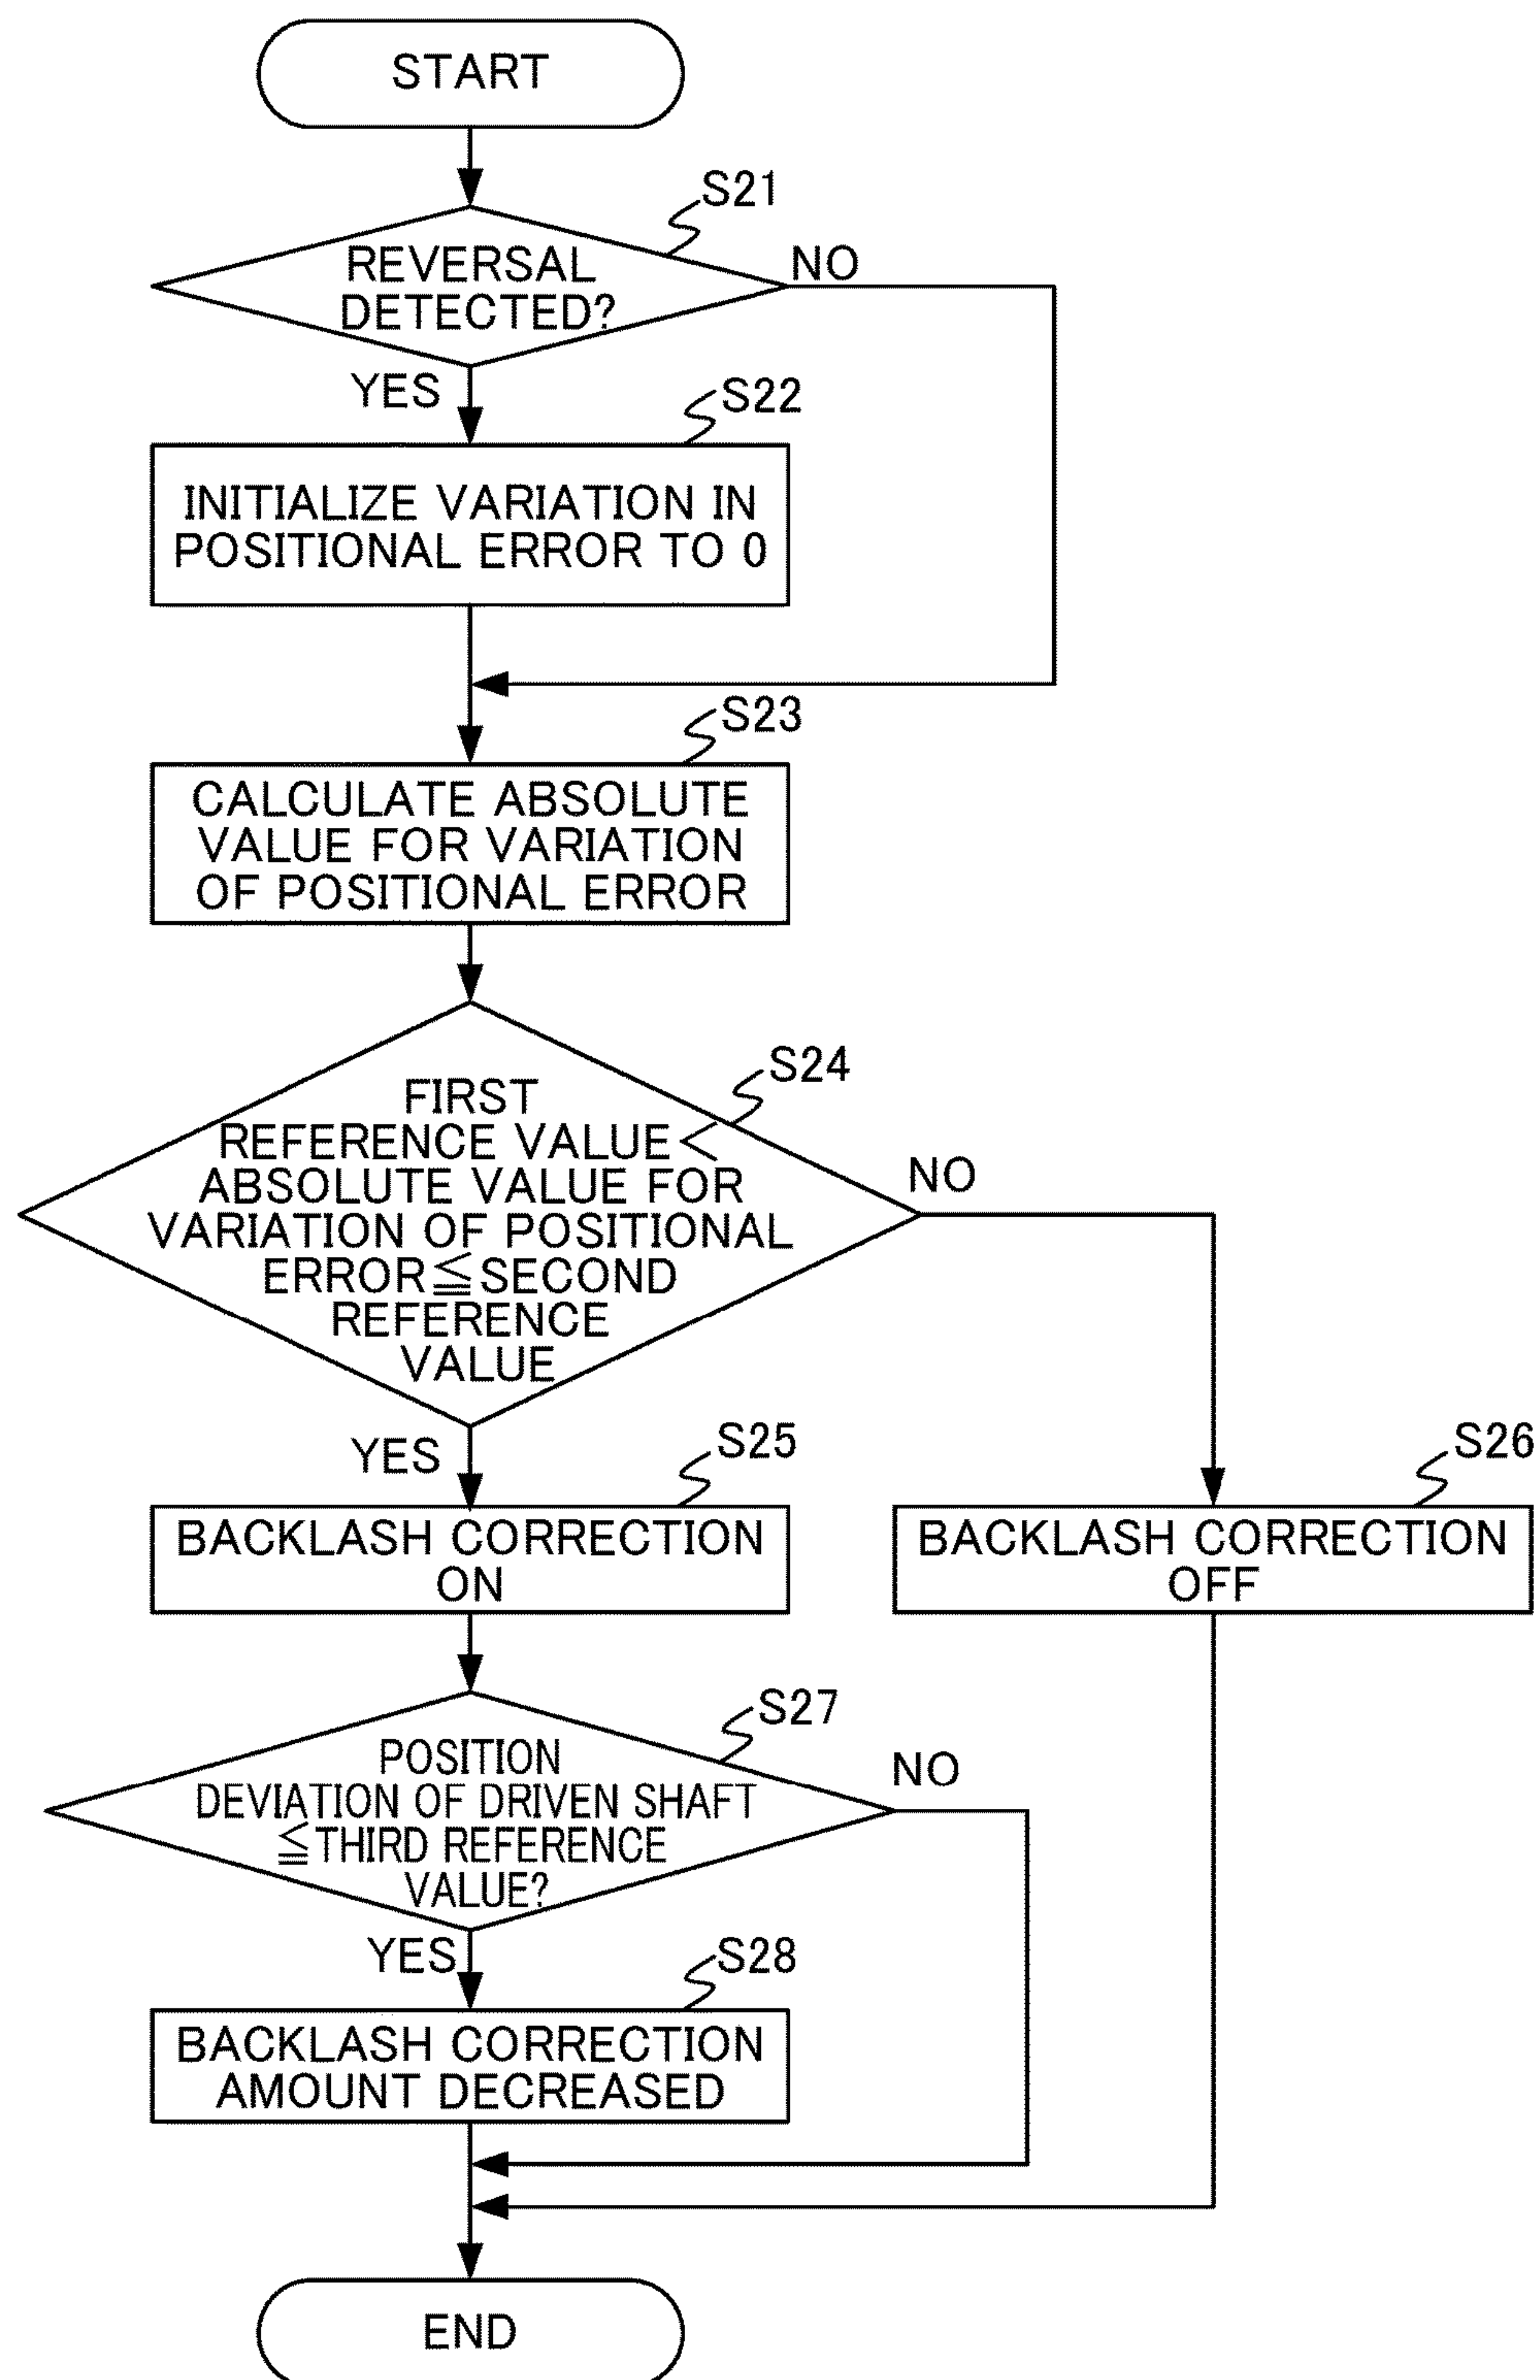 START
S21
REVERSAL
DETECTED?
NO
YES
S22
INITIALIZE VARIATION IN
POSITIONAL ERROR TO 0
S23
CALCULATE ABSOLUTE
VALUE FOR VARIATION
OF POSITIONAL ERROR
S24
FIRST
REFERENCE VALUE<
ABSOLUTE VALUE FOR
VARIATION OF POSITIONAL
ERROR≦SECOND
REFERENCE
VALUE
NO
YES
S25
BACKLASH CORRECTION
ON
S26
BACKLASH CORRECTION
OFF
S27
POSITION
DEVIATION OF DRIVEN SHAFT
≦THIRD REFERENCE
VALUE?
NO
YES
S28
BACKLASH CORRECTION
AMOUNT DECREASED
END